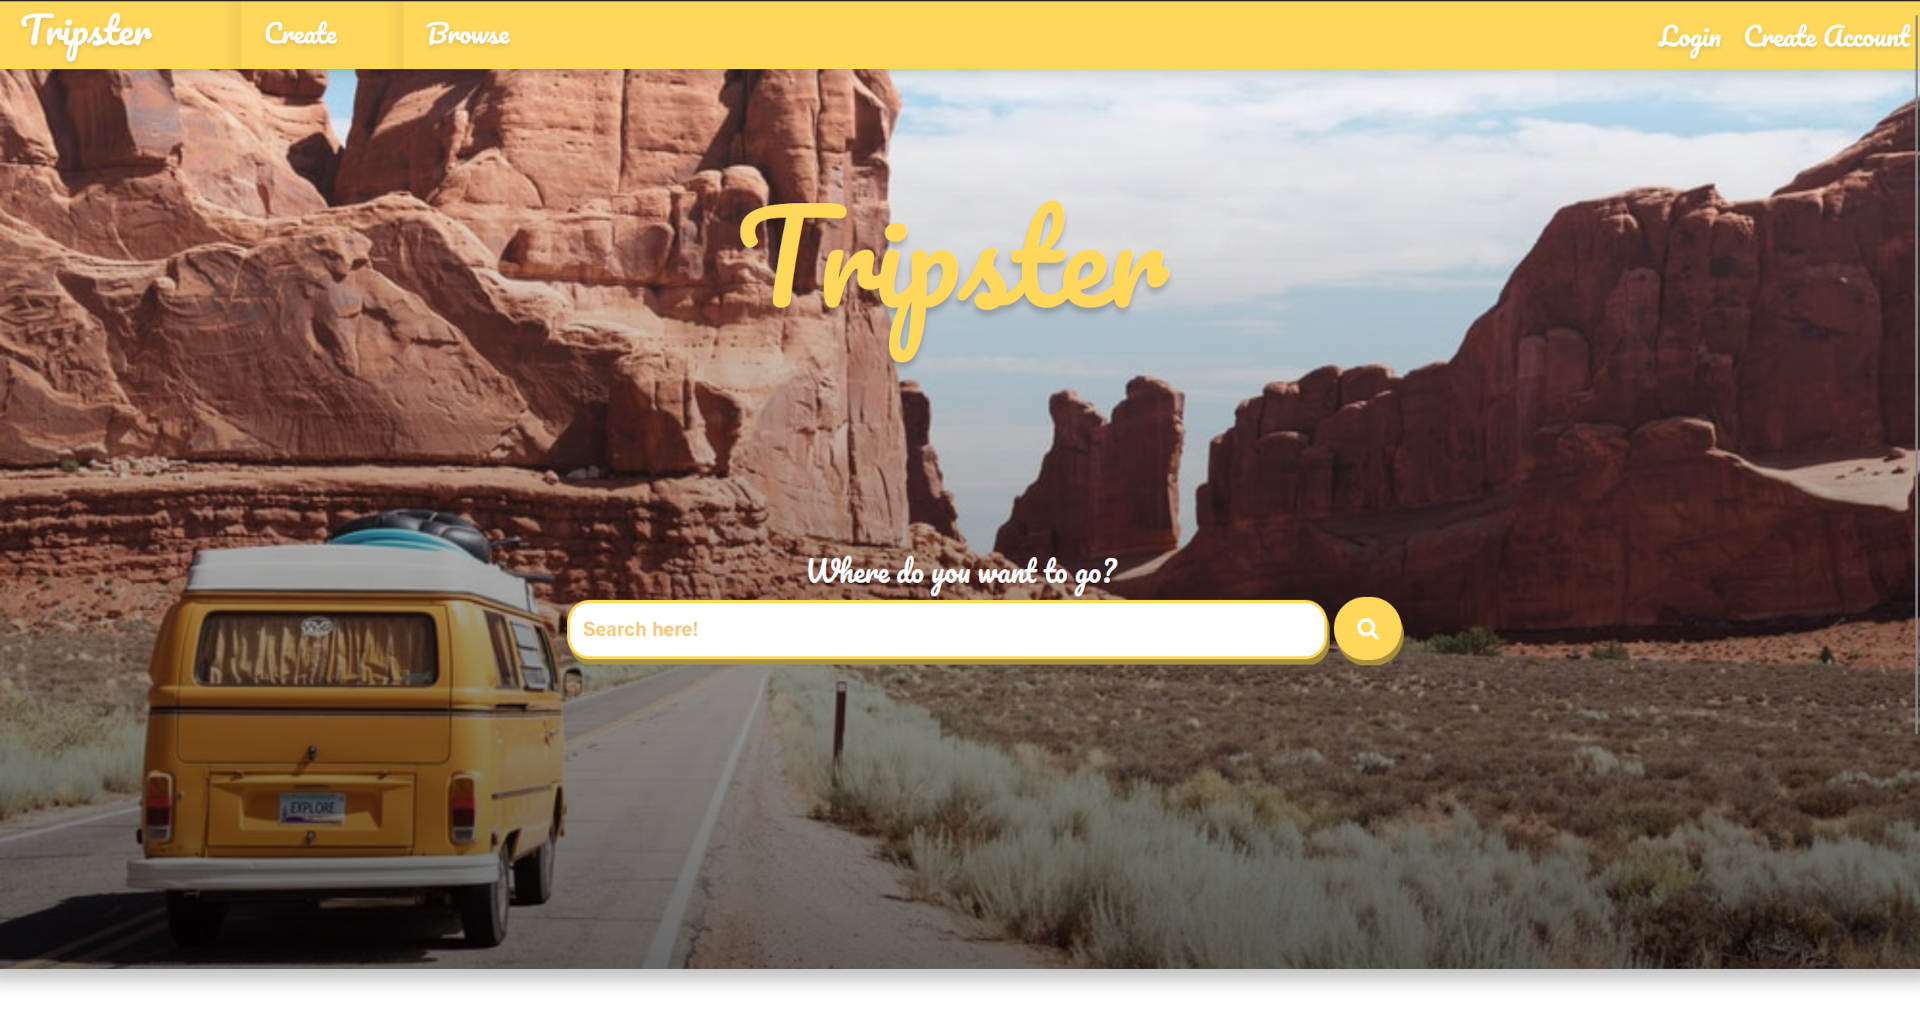 Tripster
Create
Browse
Login
Create Account
Tripster
Where do you want to go?
Search here!
EXPLORE